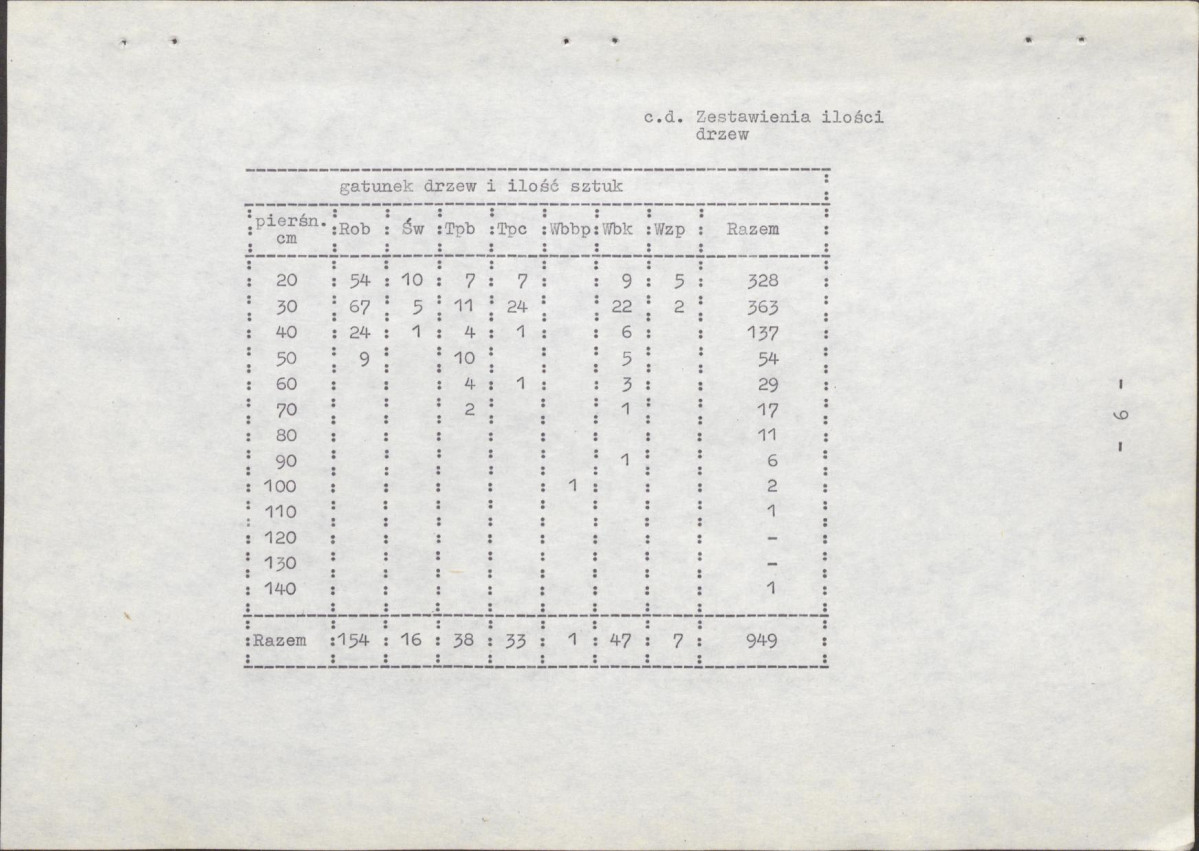 c.d. Zestawienia ilości
drzew
gatunek drzew i ilość sztuk
pierśn. cm : Rob : Św : Tpb : Tpc : Wbbp : Wbk : Wzp : Razem
20 : 54 : 10 : 7 : 7 : : 9 : 5 : 328
30 : 67 : 5 : 11 : 24 : : 22 : 2 : 363
40 : 24 : 1 : 4 : 1 : : 6 : : 137
50 : 9 : : 10 : : : 5 : : 54
60 : : : 4 : 1 : : 3 : : 29
70 : : : 2 : : : 1 : : 17
80 : : : : : : : : 11
90 : : : : : : 1 : : 6
100 : : : : : 1 : : : 2
110 : : : : : : : : 1
120 : : : : : : : : -
130 : : : : : : : : -
140 : : : : : : : : 1
Razem : 154 : 16 : 38 : 33 : 1 : 47 : 7 : 949
- 6 -